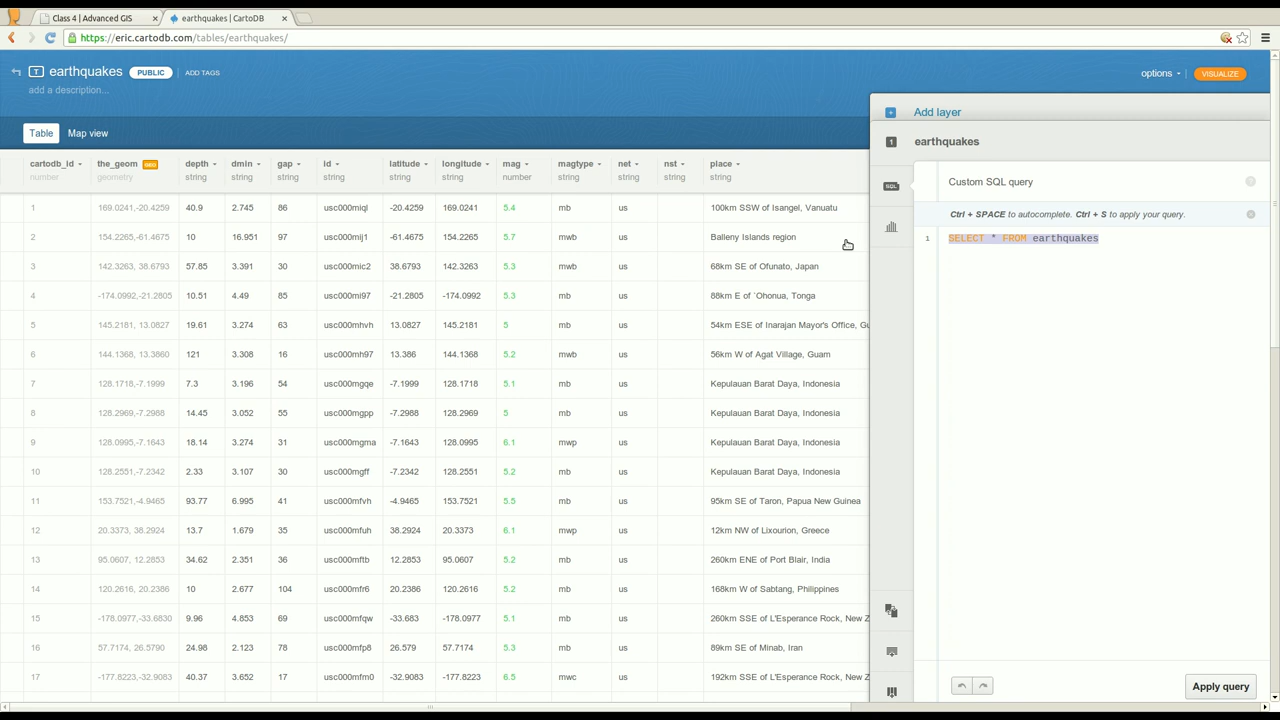 Class 4 | Advanced GIS
earthquakes | CartoDB
https://eric.cartodb.com/tables/earthquakes/
T earthquakes PUBLIC ADD TAGS
options VISUALIZE
add a description...
Add layer
Table Map view
1 earthquakes
cartodb_id the_geom GEO depth dmin gap id latitude longitude mag magtype net nst place
number geometry string string string string string string number string string string string
SQL Custom SQL query ?
Ctrl + SPACE to autocomplete. Ctrl + S to apply your query.
1 SELECT * FROM earthquakes
1 169.0241,-20.4259 40.9 2.745 86 usc000miql -20.4259 169.0241 5.4 mb us 100km SSW of Isangel, Vanuatu
2 154.2265,-61.4675 10 16.951 97 usc000mij1 -61.4675 154.2265 5.7 mwb us Balleny Islands region
3 142.3263, 38.6793 57.85 3.391 30 usc000mic2 38.6793 142.3263 5.3 mwb us 68km SE of Ofunato, Japan
4 -174.0992,-21.2805 10.51 4.49 85 usc000mi97 -21.2805 -174.0992 5.3 mb us 88km E of `Ohonua, Tonga
5 145.2181, 13.0827 19.61 3.274 63 usc000mhvh 13.0827 145.2181 5 mb us 54km ESE of Inarajan Mayor's Office, Gu
6 144.1368, 13.3860 121 3.308 16 usc000mh97 13.386 144.1368 5.2 mwb us 56km W of Agat Village, Guam
7 128.1718,-7.1999 7.3 3.196 54 usc000mgqe -7.1999 128.1718 5.1 mb us Kepulauan Barat Daya, Indonesia
8 128.2969,-7.2988 14.45 3.052 55 usc000mgpp -7.2988 128.2969 5 mb us Kepulauan Barat Daya, Indonesia
9 128.0995,-7.1643 18.14 3.274 31 usc000mgma -7.1643 128.0995 6.1 mwp us Kepulauan Barat Daya, Indonesia
10 128.2551,-7.2342 2.33 3.107 30 usc000mgff -7.2342 128.2551 5.2 mb us Kepulauan Barat Daya, Indonesia
11 153.7521,-4.9465 93.77 6.995 41 usc000mfvh -4.9465 153.7521 5.5 mb us 95km SE of Taron, Papua New Guinea
12 20.3373, 38.2924 13.7 1.679 35 usc000mfuh 38.2924 20.3373 6.1 mwp us 12km NW of Lixourion, Greece
13 95.0607, 12.2853 34.62 2.351 36 usc000mftb 12.2853 95.0607 5.2 mb us 260km ENE of Port Blair, India
14 120.2616, 20.2386 10 2.677 104 usc000mfr6 20.2386 120.2616 5.2 mb us 168km W of Sabtang, Philippines
15 -178.0977,-33.6830 9.96 4.853 69 usc000mfqw -33.683 -178.0977 5.1 mb us 260km SSE of L'Esperance Rock, New Z
16 57.7174, 26.5790 24.98 2.123 78 usc000mfp8 26.579 57.7174 5.3 mb us 89km SE of Minab, Iran
17 -177.8223,-32.9083 40.37 3.652 17 usc000mfm0 -32.9083 -177.8223 6.5 mwc us 192km SSE of L'Esperance Rock, New Z
Apply query